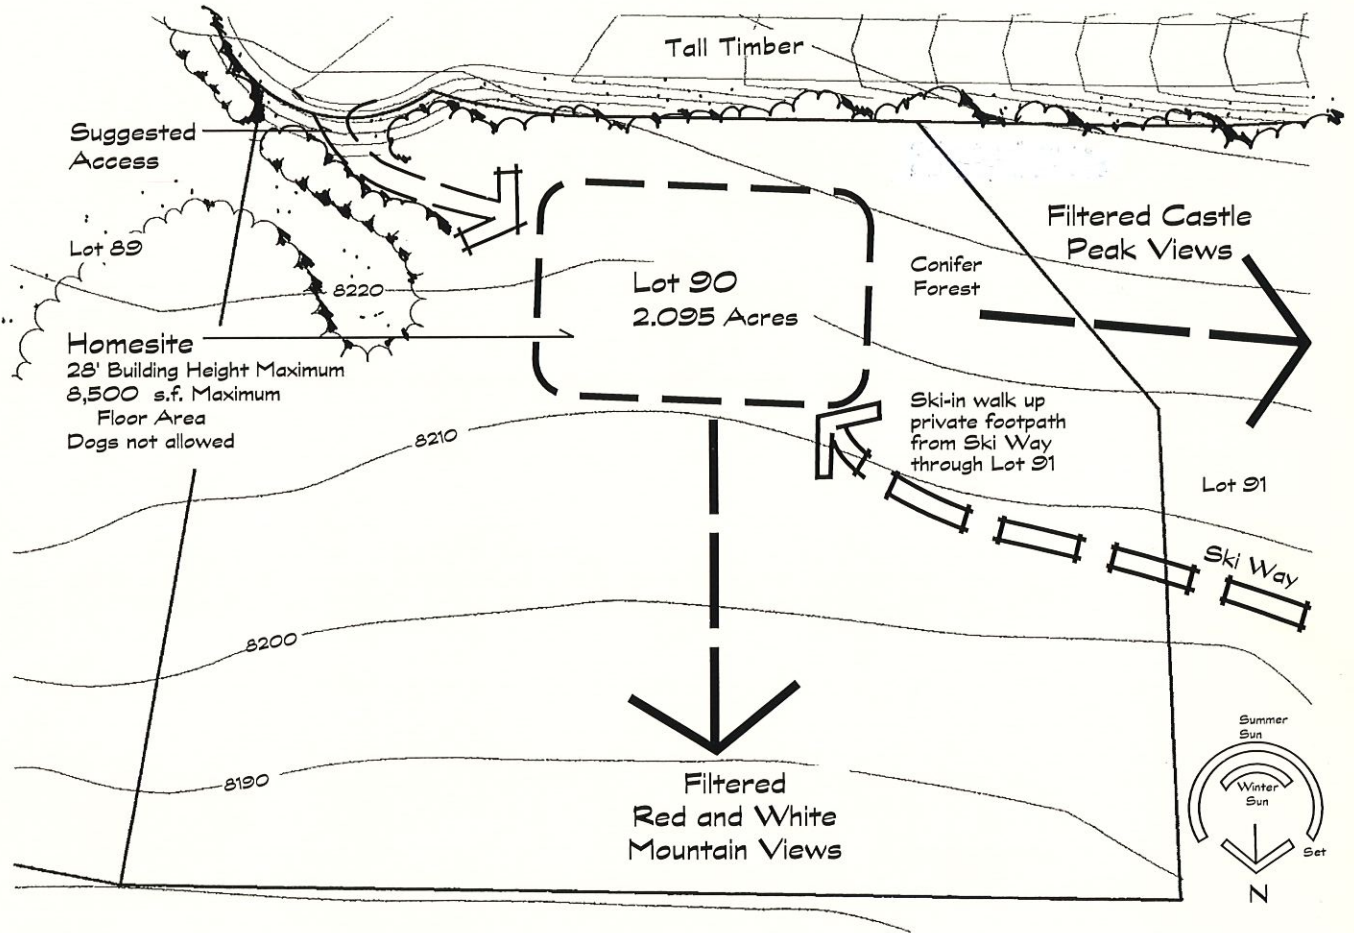 Tall Timber
Suggested
Access
Lot 89
8220
Lot 90
2.095 Acres
Conifer
Forest
Filtered Castle
Peak Views
Homesite
28' Building Height Maximum
8,500 s.f. Maximum
Floor Area
Dogs not allowed
8210
Ski-in walk up
private footpath
from Ski Way
through Lot 91
Lot 91
Ski Way
8200
8190
Filtered
Red and White
Mountain Views
Summer
Sun
Winter
Sun
Set
N